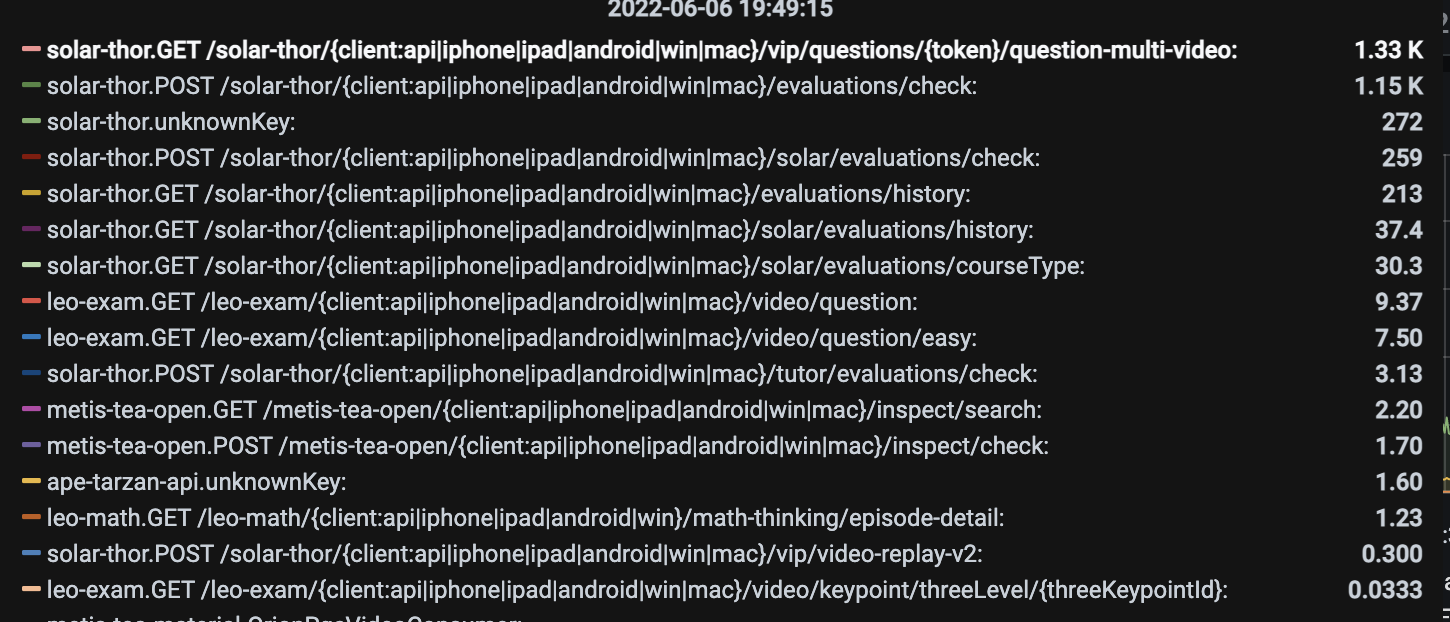 2022-06-06 19:49:15
solar-thor.GET /solar-thor/{client:api|iphone|ipad|android|win|mac}/vip/questions/{token}/question-multi-video: 1.33 K
solar-thor.POST /solar-thor/{client:api|iphone|ipad|android|win|mac}/evaluations/check: 1.15 K
solar-thor.unknownKey: 272
solar-thor.POST /solar-thor/{client:api|iphone|ipad|android|win|mac}/solar/evaluations/check: 259
solar-thor.GET /solar-thor/{client:api|iphone|ipad|android|win|mac}/evaluations/history: 213
solar-thor.GET /solar-thor/{client:api|iphone|ipad|android|win|mac}/solar/evaluations/history: 37.4
solar-thor.GET /solar-thor/{client:api|iphone|ipad|android|win|mac}/solar/evaluations/courseType: 30.3
leo-exam.GET /leo-exam/{client:api|iphone|ipad|android|win|mac}/video/question: 9.37
leo-exam.GET /leo-exam/{client:api|iphone|ipad|android|win|mac}/video/question/easy: 7.50
solar-thor.POST /solar-thor/{client:api|iphone|ipad|android|win|mac}/tutor/evaluations/check: 3.13
metis-tea-open.GET /metis-tea-open/{client:api|iphone|ipad|android|win|mac}/inspect/search: 2.20
metis-tea-open.POST /metis-tea-open/{client:api|iphone|ipad|android|win|mac}/inspect/check: 1.70
ape-tarzan-api.unknownKey: 1.60
leo-math.GET /leo-math/{client:api|iphone|ipad|android|win}/math-thinking/episode-detail: 1.23
solar-thor.POST /solar-thor/{client:api|iphone|ipad|android|win|mac}/vip/video-replay-v2: 0.300
leo-exam.GET /leo-exam/{client:api|iphone|ipad|android|win|mac}/video/keypoint/threeLevel/{threeKeypointId}: 0.0333